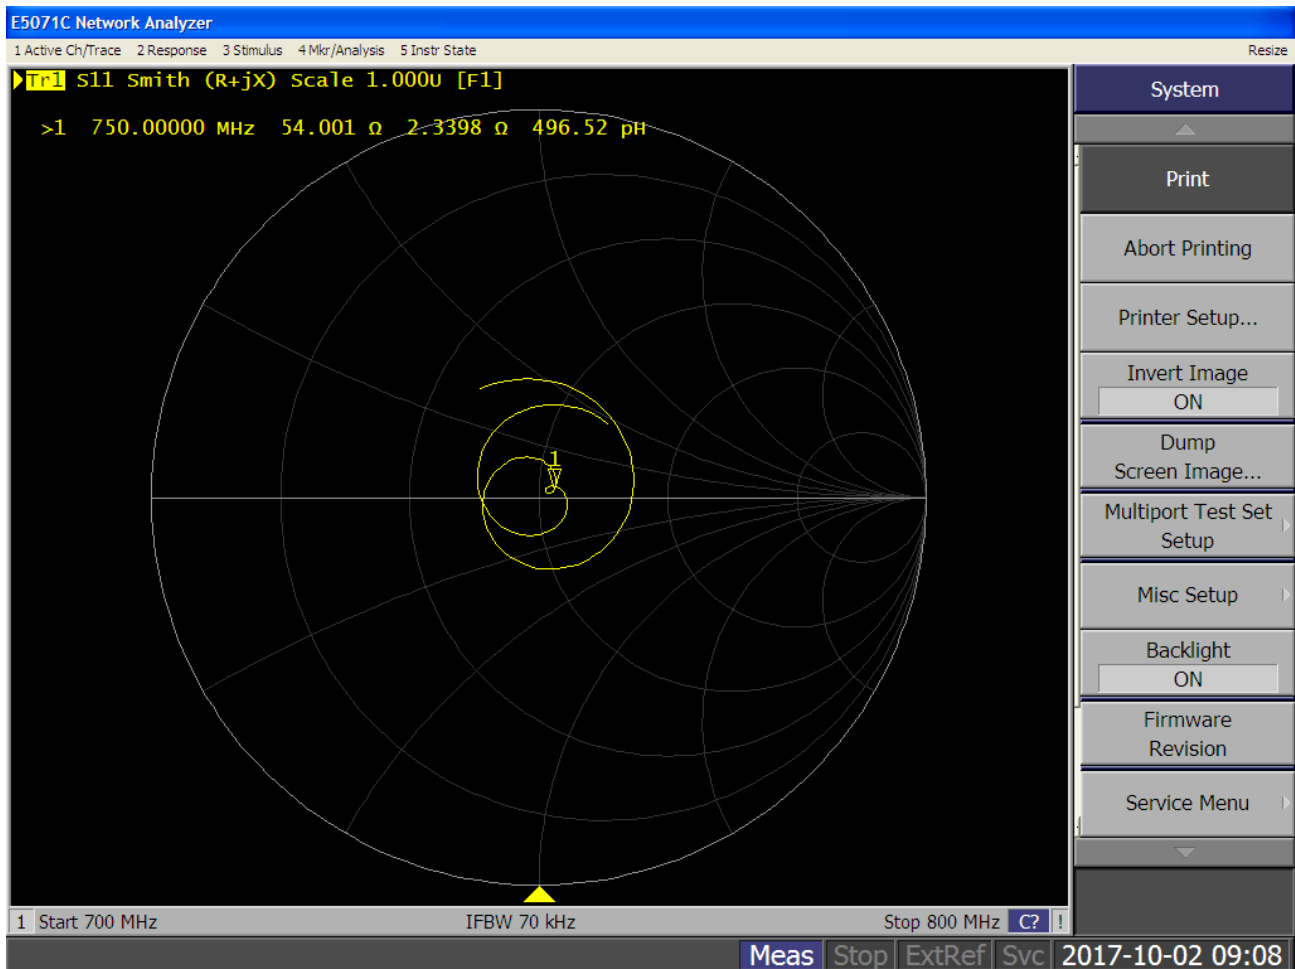 E5071C Network Analyzer
1 Active Ch/Trace 2 Response 3 Stimulus 4 Mkr/Analysis 5 Instr State Resize
Tr1 S11 Smith (R+jX) Scale 1.000U [F1]
>1 750.00000 MHz 54.001 Ω 2.3398 Ω 496.52 pH
1
System
Print
Abort Printing
Printer Setup...
Invert Image
ON
Dump
Screen Image...
Multiport Test Set
Setup
Misc Setup
Backlight
ON
Firmware
Revision
Service Menu
1 Start 700 MHz IFBW 70 kHz Stop 800 MHz C? !
Meas Stop ExtRef Svc 2017-10-02 09:08